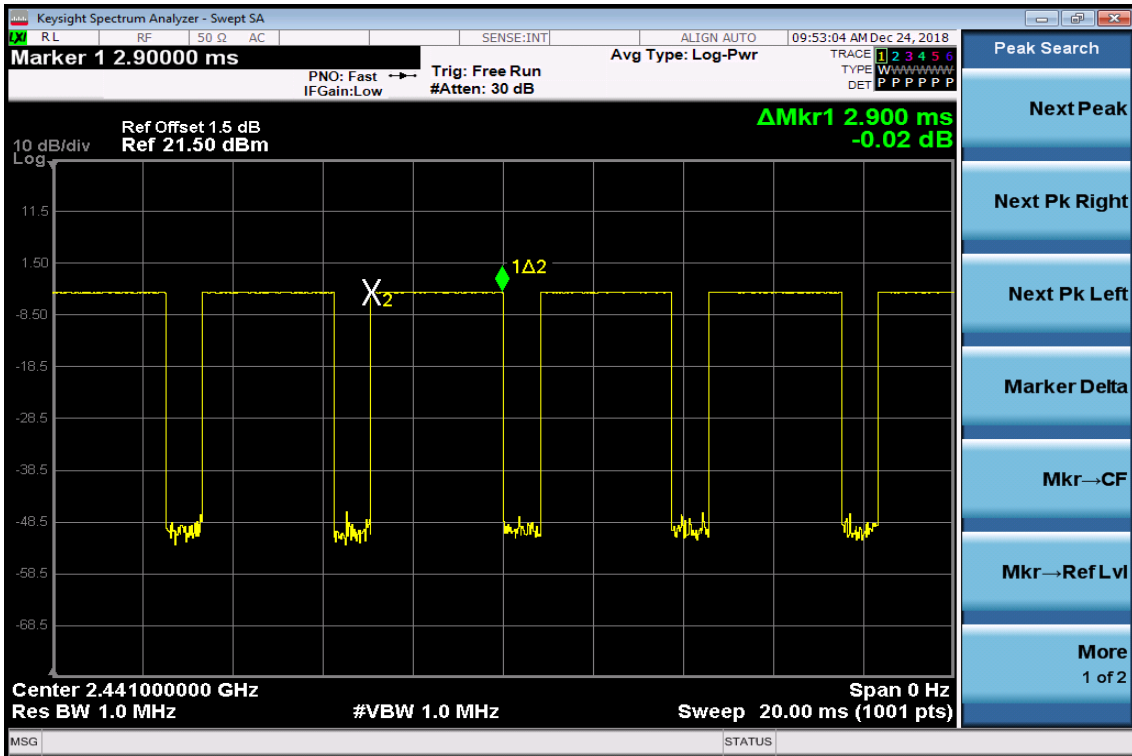 Keysight Spectrum Analyzer - Swept SA
LXI RL RF 50 Ω AC SENSE:INT ALIGN AUTO 09:53:04 AM Dec 24, 2018
Marker 1 2.90000 ms
PNO: Fast
IFGain:Low
Trig: Free Run
#Atten: 30 dB
Avg Type: Log-Pwr
TRACE 1 2 3 4 5 6
TYPE WWWWWW
DET P P P P P P
ΔMkr1 2.900 ms
-0.02 dB
Ref Offset 1.5 dB
10 dB/div Ref 21.50 dBm
Log
11.5
1.50
-8.50
-18.5
-28.5
-38.5
-48.5
-58.5
-68.5
X2
1Δ2
Center 2.441000000 GHz
Span 0 Hz
Res BW 1.0 MHz
#VBW 1.0 MHz
Sweep 20.00 ms (1001 pts)
MSG
STATUS
Peak Search
Next Peak
Next Pk Right
Next Pk Left
Marker Delta
Mkr→CF
Mkr→Ref Lvl
More
1 of 2